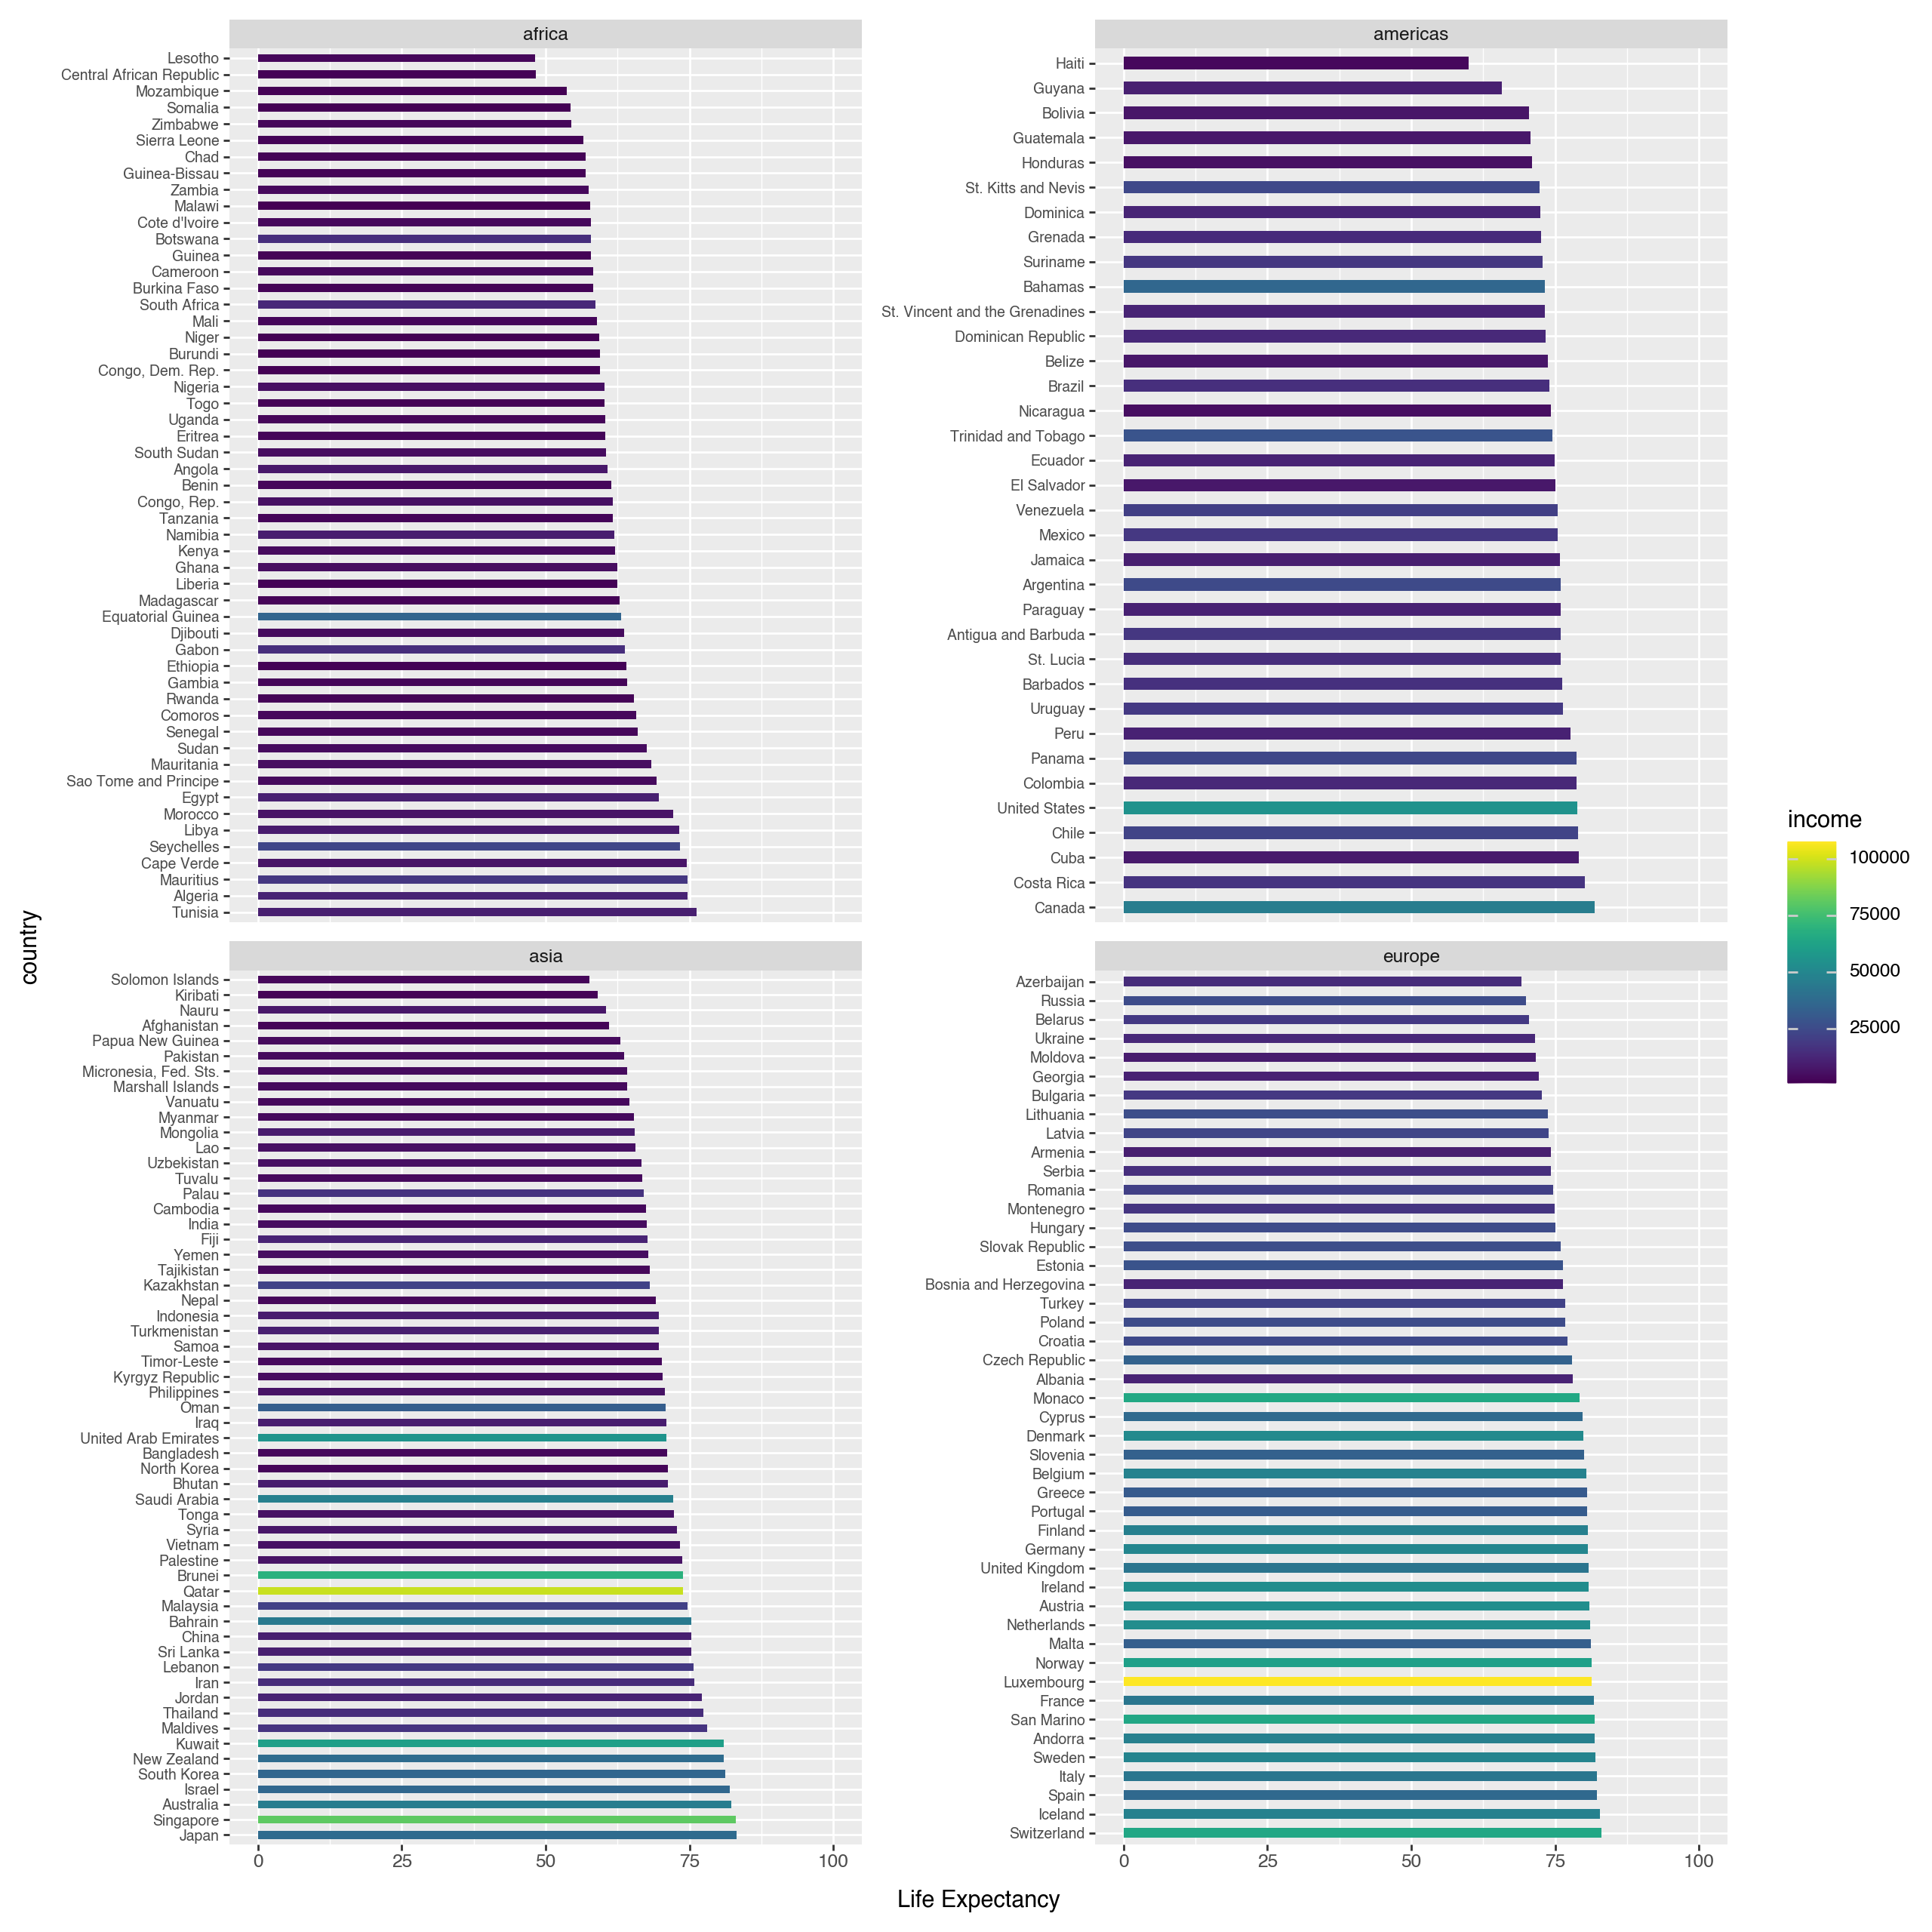 africa
Lesotho
Central African Republic
Mozambique
Somalia
Zimbabwe
Sierra Leone
Chad
Guinea-Bissau
Zambia
Malawi
Cote d'Ivoire
Botswana
Guinea
Cameroon
Burkina Faso
South Africa
Mali
Niger
Burundi
Congo, Dem. Rep.
Nigeria
Togo
Uganda
Eritrea
South Sudan
Angola
Benin
Congo, Rep.
Tanzania
Namibia
Kenya
Ghana
Liberia
Madagascar
Equatorial Guinea
Djibouti
Gabon
Ethiopia
Gambia
Rwanda
Comoros
Senegal
Sudan
Mauritania
Sao Tome and Principe
Egypt
Morocco
Libya
Seychelles
Cape Verde
Mauritius
Algeria
Tunisia
americas
Haiti
Guyana
Bolivia
Guatemala
Honduras
St. Kitts and Nevis
Dominica
Grenada
Suriname
Bahamas
St. Vincent and the Grenadines
Dominican Republic
Belize
Brazil
Nicaragua
Trinidad and Tobago
Ecuador
El Salvador
Venezuela
Mexico
Jamaica
Argentina
Paraguay
Antigua and Barbuda
St. Lucia
Barbados
Uruguay
Peru
Panama
Colombia
United States
Chile
Cuba
Costa Rica
Canada
asia
Solomon Islands
Kiribati
Nauru
Afghanistan
Papua New Guinea
Pakistan
Micronesia, Fed. Sts.
Marshall Islands
Vanuatu
Myanmar
Mongolia
Lao
Uzbekistan
Tuvalu
Palau
Cambodia
India
Fiji
Yemen
Tajikistan
Kazakhstan
Nepal
Indonesia
Turkmenistan
Samoa
Timor-Leste
Kyrgyz Republic
Philippines
Oman
Iraq
United Arab Emirates
Bangladesh
North Korea
Bhutan
Saudi Arabia
Tonga
Syria
Vietnam
Palestine
Brunei
Qatar
Malaysia
Bahrain
China
Sri Lanka
Lebanon
Iran
Jordan
Thailand
Maldives
Kuwait
New Zealand
South Korea
Israel
Australia
Singapore
Japan
0 25 50 75 100
europe
Azerbaijan
Russia
Belarus
Ukraine
Moldova
Georgia
Bulgaria
Lithuania
Latvia
Armenia
Serbia
Romania
Montenegro
Hungary
Slovak Republic
Estonia
Bosnia and Herzegovina
Turkey
Poland
Croatia
Czech Republic
Albania
Monaco
Cyprus
Denmark
Slovenia
Belgium
Greece
Portugal
Finland
Germany
United Kingdom
Ireland
Austria
Netherlands
Malta
Norway
Luxembourg
France
San Marino
Andorra
Sweden
Italy
Spain
Iceland
Switzerland
0 25 50 75 100
country
Life Expectancy
income
100000
75000
50000
25000